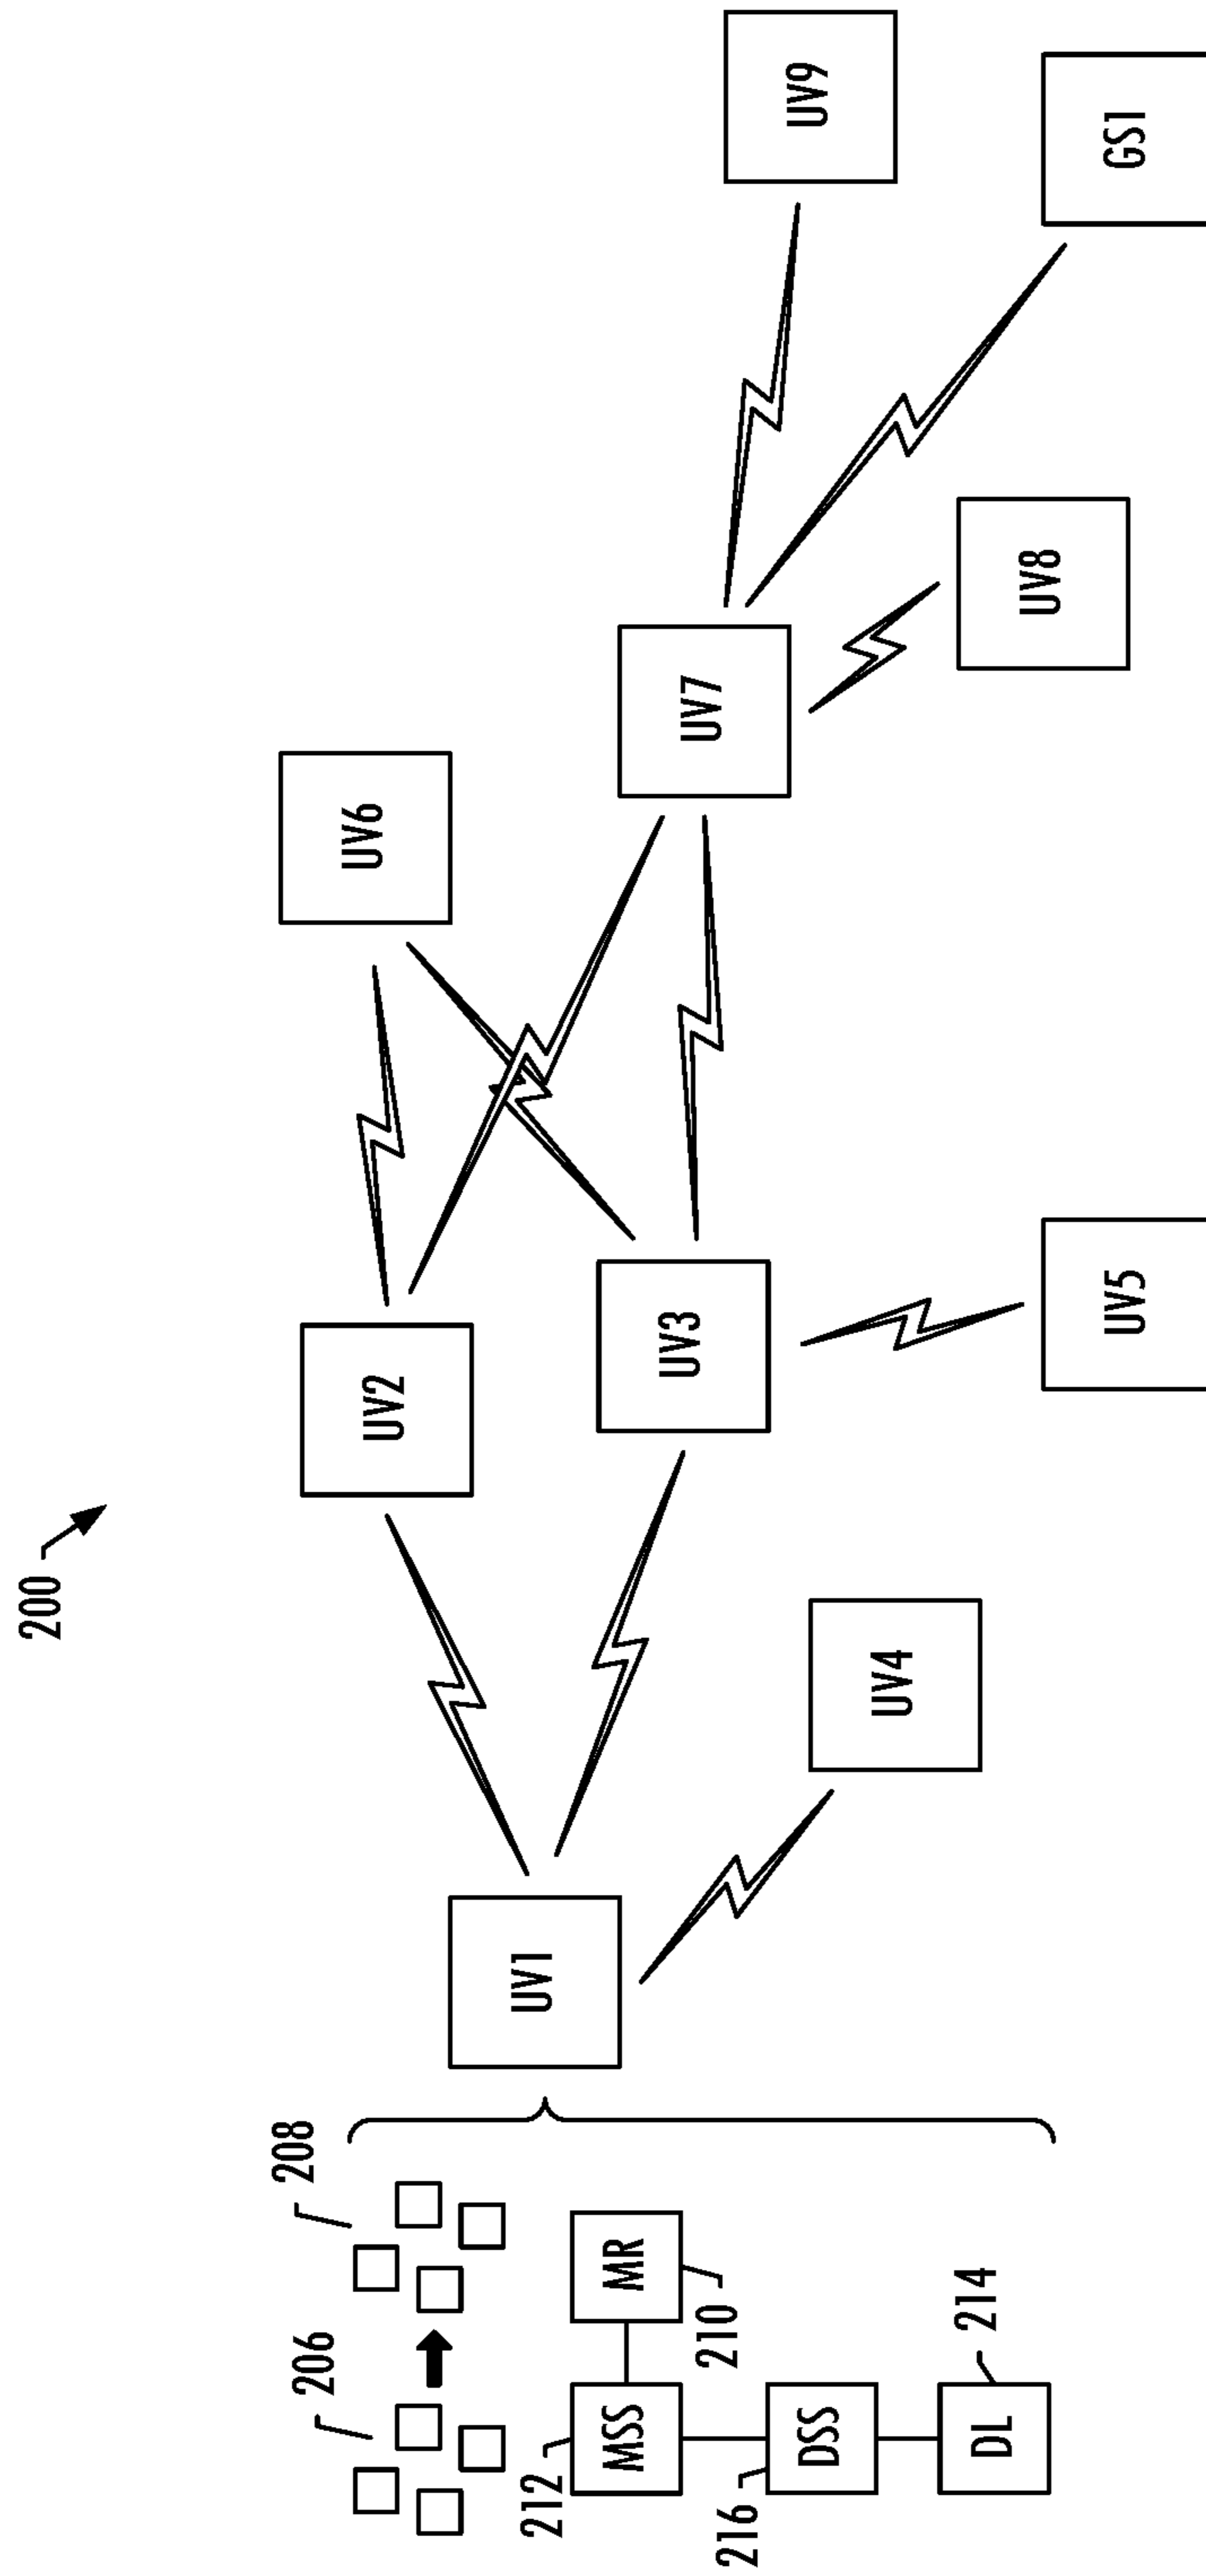 200
206
208
212
MSS
MR
210
216
DSS
DL
214
UV1
UV2
UV3
UV4
UV5
UV6
UV7
UV8
UV9
GS1